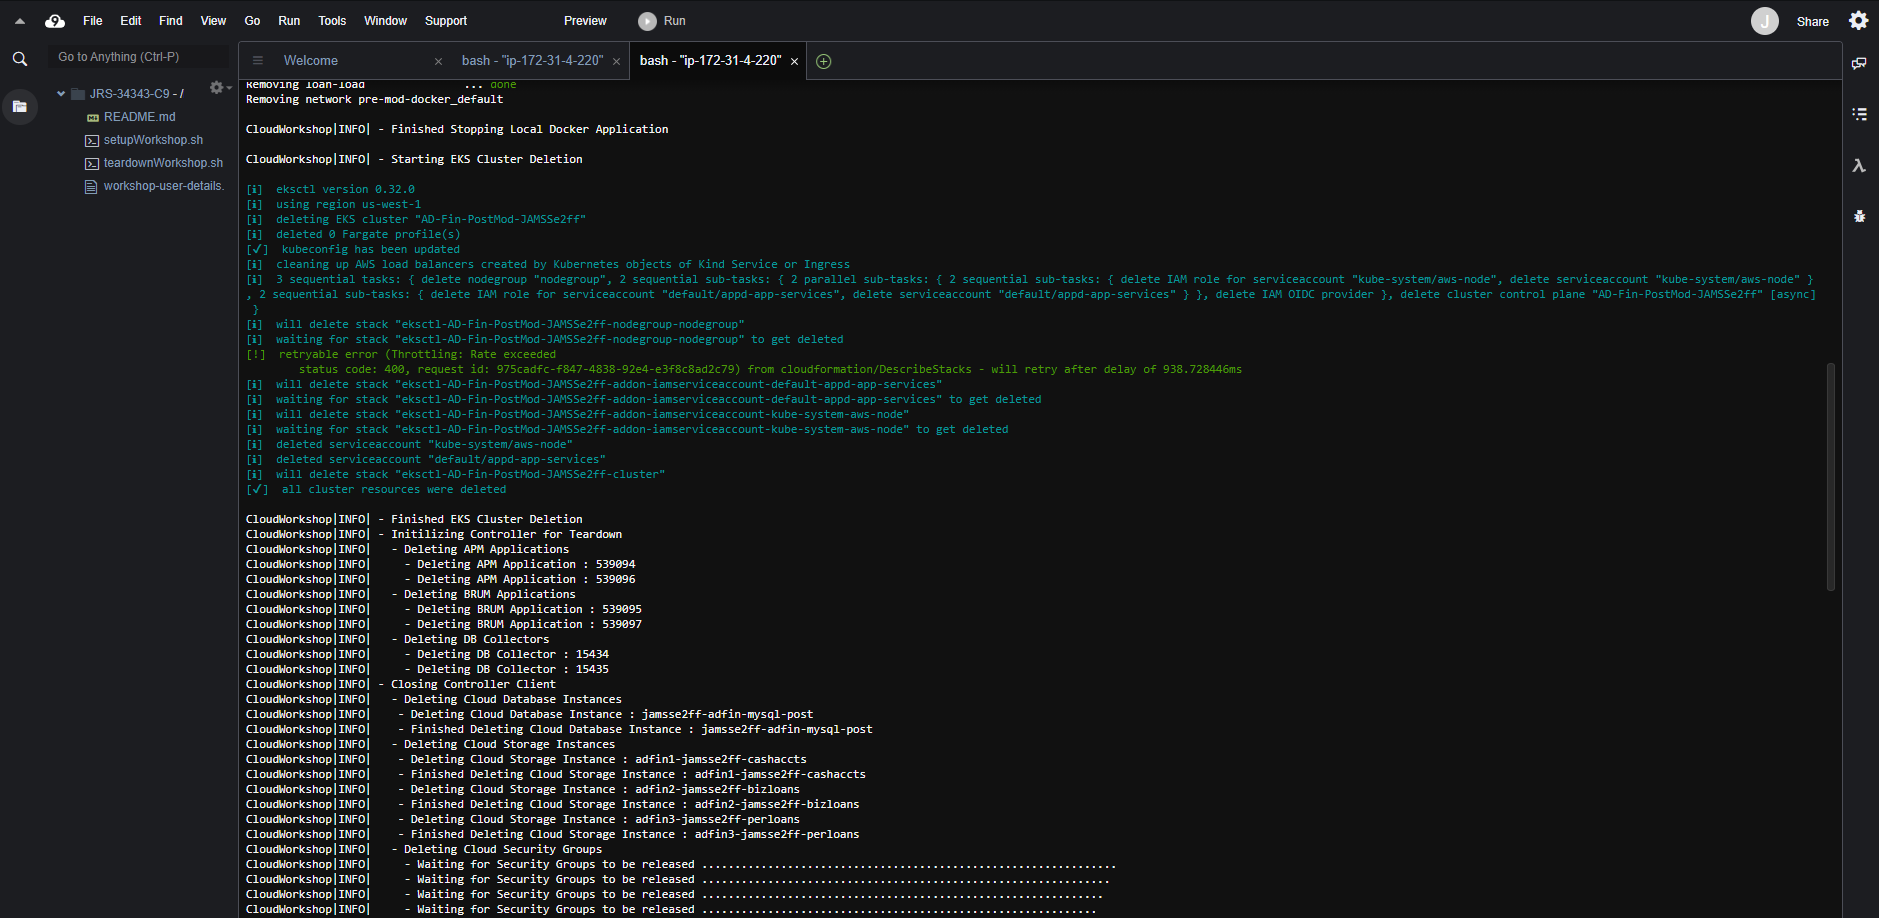 9 File Edit Find View Go Run Tools Window Support Preview Run J Share
Go to Anything (Ctrl-P)
JRS-34343-C9 - /
README.md
setupWorkshop.sh
teardownWorkshop.sh
workshop-user-details.
Welcome bash - "ip-172-31-4-220" bash - "ip-172-31-4-220"
Removing loan-load ... done
Removing network pre-mod-docker_default
CloudWorkshop|INFO| - Finished Stopping Local Docker Application
CloudWorkshop|INFO| - Starting EKS Cluster Deletion
[i] eksctl version 0.32.0
[i] using region us-west-1
[i] deleting EKS cluster "AD-Fin-PostMod-JAMSSe2ff"
[i] deleted 0 Fargate profile(s)
[✓] kubeconfig has been updated
[i] cleaning up AWS load balancers created by Kubernetes objects of Kind Service or Ingress
[i] 3 sequential tasks: { delete nodegroup "nodegroup", 2 sequential sub-tasks: { 2 parallel sub-tasks: { 2 sequential sub-tasks: { delete IAM role for serviceaccount "kube-system/aws-node", delete serviceaccount "kube-system/aws-node" }
, 2 sequential sub-tasks: { delete IAM role for serviceaccount "default/appd-app-services", delete serviceaccount "default/appd-app-services" } }, delete IAM OIDC provider }, delete cluster control plane "AD-Fin-PostMod-JAMSSe2ff" [async]
}
[i] will delete stack "eksctl-AD-Fin-PostMod-JAMSSe2ff-nodegroup-nodegroup"
[i] waiting for stack "eksctl-AD-Fin-PostMod-JAMSSe2ff-nodegroup-nodegroup" to get deleted
[!] retryable error (Throttling: Rate exceeded
status code: 400, request id: 975cadfc-f847-4838-92e4-e3f8c8ad2c79) from cloudformation/DescribeStacks - will retry after delay of 938.728446ms
[i] will delete stack "eksctl-AD-Fin-PostMod-JAMSSe2ff-addon-iamserviceaccount-default-appd-app-services"
[i] waiting for stack "eksctl-AD-Fin-PostMod-JAMSSe2ff-addon-iamserviceaccount-default-appd-app-services" to get deleted
[i] will delete stack "eksctl-AD-Fin-PostMod-JAMSSe2ff-addon-iamserviceaccount-kube-system-aws-node"
[i] waiting for stack "eksctl-AD-Fin-PostMod-JAMSSe2ff-addon-iamserviceaccount-kube-system-aws-node" to get deleted
[i] deleted serviceaccount "kube-system/aws-node"
[i] deleted serviceaccount "default/appd-app-services"
[i] will delete stack "eksctl-AD-Fin-PostMod-JAMSSe2ff-cluster"
[✓] all cluster resources were deleted
CloudWorkshop|INFO| - Finished EKS Cluster Deletion
CloudWorkshop|INFO| - Initilizing Controller for Teardown
CloudWorkshop|INFO| - Deleting APM Applications
CloudWorkshop|INFO| - Deleting APM Application : 539094
CloudWorkshop|INFO| - Deleting APM Application : 539096
CloudWorkshop|INFO| - Deleting BRUM Applications
CloudWorkshop|INFO| - Deleting BRUM Application : 539095
CloudWorkshop|INFO| - Deleting BRUM Application : 539097
CloudWorkshop|INFO| - Deleting DB Collectors
CloudWorkshop|INFO| - Deleting DB Collector : 15434
CloudWorkshop|INFO| - Deleting DB Collector : 15435
CloudWorkshop|INFO| - Closing Controller Client
CloudWorkshop|INFO| - Deleting Cloud Database Instances
CloudWorkshop|INFO| - Deleting Cloud Database Instance : jamsse2ff-adfin-mysql-post
CloudWorkshop|INFO| - Finished Deleting Cloud Database Instance : jamsse2ff-adfin-mysql-post
CloudWorkshop|INFO| - Deleting Cloud Storage Instances
CloudWorkshop|INFO| - Deleting Cloud Storage Instance : adfin1-jamsse2ff-cashaccts
CloudWorkshop|INFO| - Finished Deleting Cloud Storage Instance : adfin1-jamsse2ff-cashaccts
CloudWorkshop|INFO| - Deleting Cloud Storage Instance : adfin2-jamsse2ff-bizloans
CloudWorkshop|INFO| - Finished Deleting Cloud Storage Instance : adfin2-jamsse2ff-bizloans
CloudWorkshop|INFO| - Deleting Cloud Storage Instance : adfin3-jamsse2ff-perloans
CloudWorkshop|INFO| - Finished Deleting Cloud Storage Instance : adfin3-jamsse2ff-perloans
CloudWorkshop|INFO| - Deleting Cloud Security Groups
CloudWorkshop|INFO| - Waiting for Security Groups to be released ...............................................................
CloudWorkshop|INFO| - Waiting for Security Groups to be released ..............................................................
CloudWorkshop|INFO| - Waiting for Security Groups to be released .............................................................
CloudWorkshop|INFO| - Waiting for Security Groups to be released ............................................................